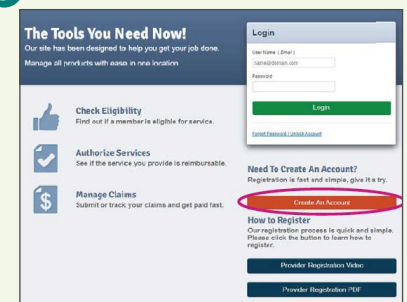 The Tools You Need Now!
Our site has been designed to help you get your job done.
Manage all products with ease in one location
Login
User Name ( Email )
name@domain.com
Password
Login
Forgot Password / Unlock Account
Check Eligibility
Find out if a member is eligible for service.
Authorize Services
See if the service you provide is reimbursable.
Manage Claims
Submit or track your claims and get paid fast.
Need To Create An Account?
Registration is fast and simple, give it a try.
Create An Account
How to Register
Our registration process is quick and simple.
Please click the button to learn how to
register.
Provider Registration Video
Provider Registration PDF